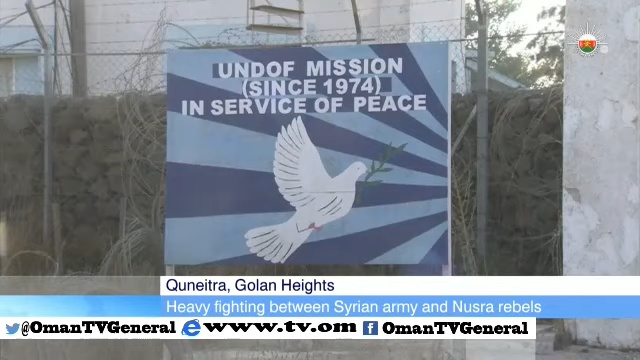 UNDOF MISSION
(SINCE 1974)
IN SERVICE OF PEACE
Quneitra, Golan Heights
Heavy fighting between Syrian army and Nusra rebels
@OmanTVGeneral www.tv.om OmanTVGeneral